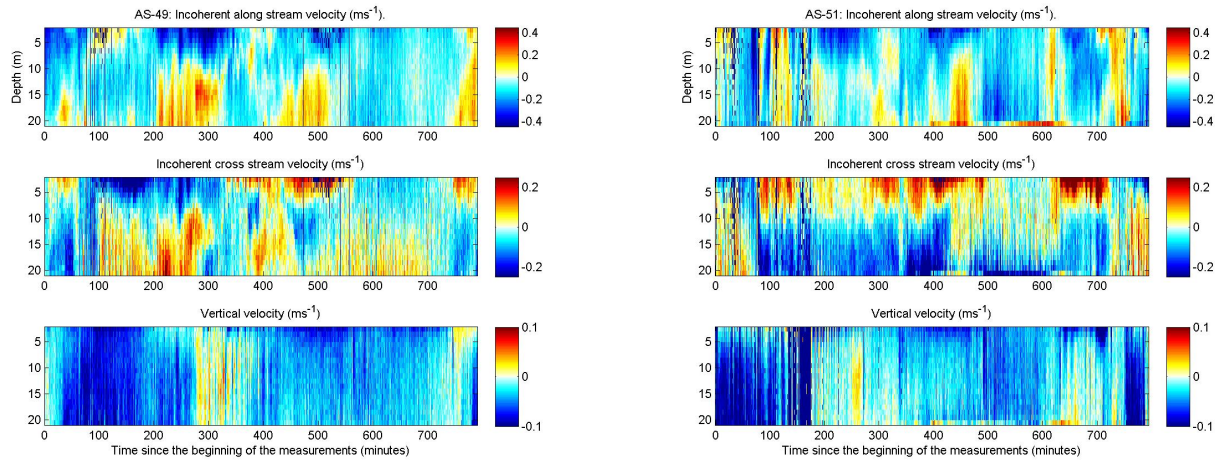 AS-49: Incoherent along stream velocity (ms-1).
Depth (m)
5
10
15
20
0 100 200 300 400 500 600 700
0.4
0.2
0
-0.2
-0.4
Incoherent cross stream velocity (ms-1)
5
10
15
20
0 100 200 300 400 500 600 700
0.2
0
-0.2
Vertical velocity (ms-1)
5
10
15
20
0 100 200 300 400 500 600 700
Time since the beginning of the measurements (minutes)
0.1
0
-0.1
AS-51: Incoherent along stream velocity (ms-1).
Depth (m)
5
10
15
20
0 100 200 300 400 500 600 700
0.4
0.2
0
-0.2
-0.4
Incoherent cross stream velocity (ms-1)
5
10
15
20
0 100 200 300 400 500 600 700
0.2
0
-0.2
Vertical velocity (ms-1)
5
10
15
20
0 100 200 300 400 500 600 700
Time since the beginning of the measurements (minutes)
0.1
0
-0.1